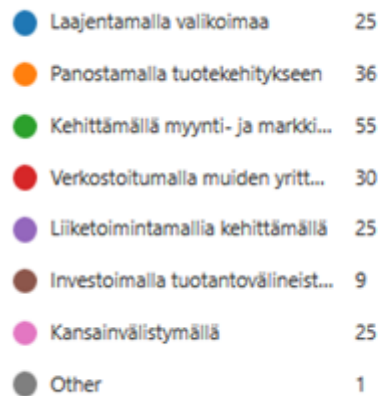 Laajentamalla valikoimaa 25
Panostamalla tuotekehitykseen 36
Kehittämällä myynti- ja markki... 55
Verkostoitumalla muiden yritt... 30
Liiketoimintamallia kehittämällä 25
Investoimalla tuotantovälineist... 9
Kansainvälistymällä 25
Other 1